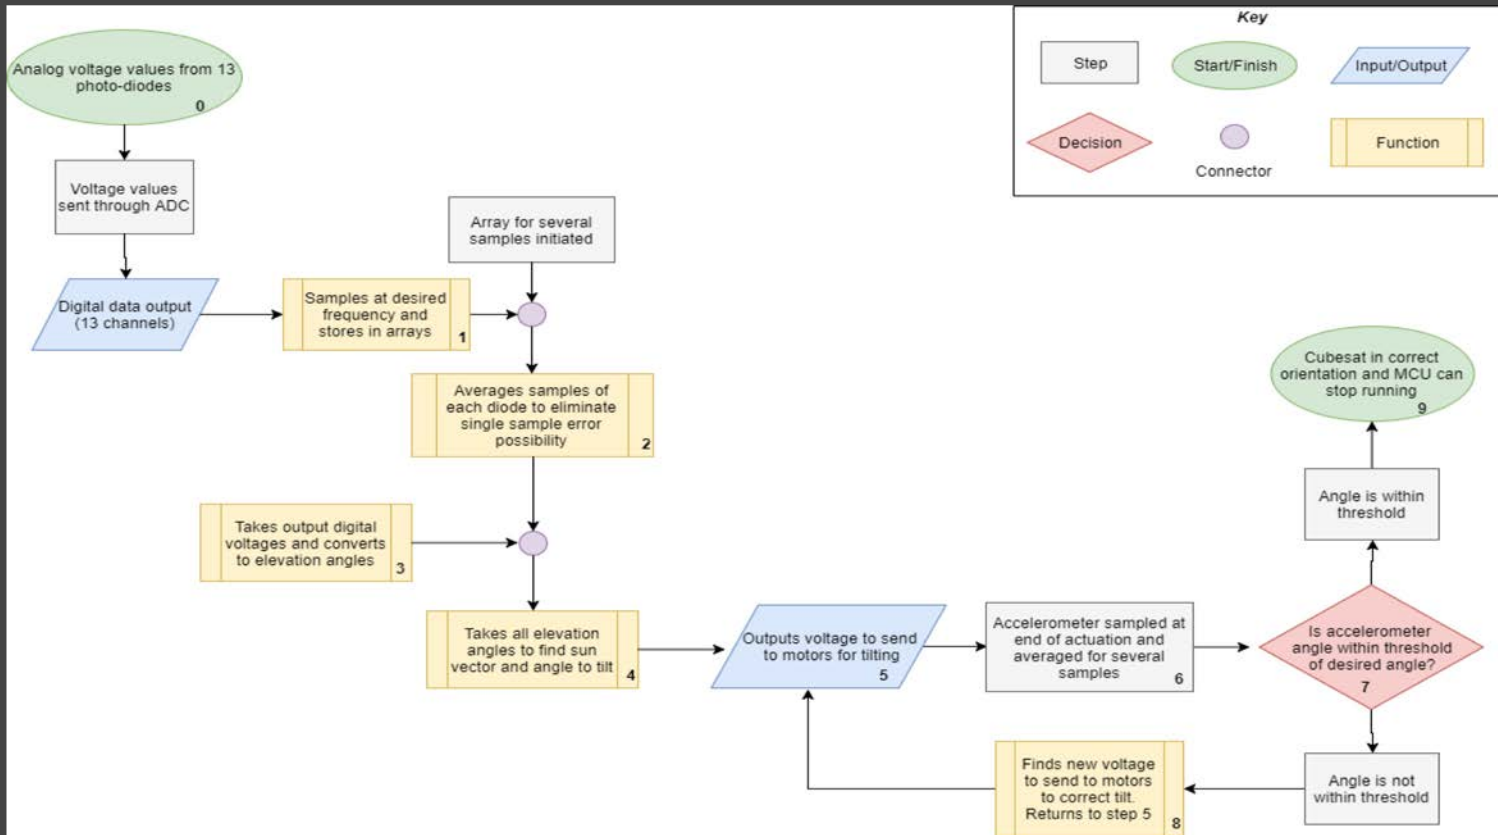 Key
Step
Start/Finish
Input/Output
Decision
Connector
Function
Analog voltage values from 13
photo-diodes
0
Voltage values
sent through ADC
Array for several
samples initiated
Digital data output
(13 channels)
Samples at desired
frequency and
stores in arrays
1
Averages samples of
each diode to eliminate
single sample error
possibility
2
Takes output digital
voltages and converts
to elevation angles
3
Takes all elevation
angles to find sun
vector and angle to tilt
4
Outputs voltage to send
to motors for tilting
5
Accelerometer sampled at
end of actuation and
averaged for several
samples
6
Is accelerometer
angle within threshold
of desired angle?
7
Angle is within
threshold
Cubesat in correct
orientation and MCU can
stop running
9
Angle is not
within threshold
Finds new voltage
to send to motors
to correct tilt.
Returns to step 5
8